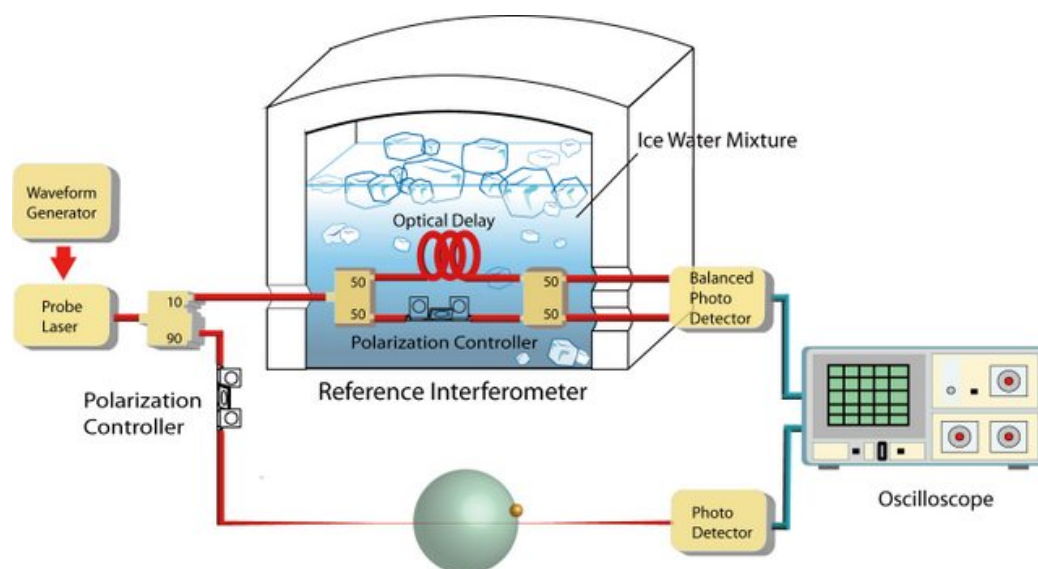 Ice Water Mixture
Waveform
Generator
Optical Delay
Probe
Laser
10
90
50
50
50
50
Balanced
Photo
Detector
Polarization Controller
Reference Interferometer
Polarization
Controller
Oscilloscope
Photo
Detector